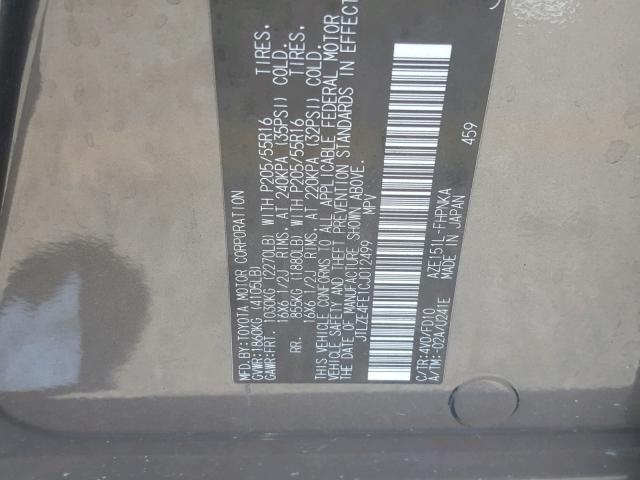 MFD. BY: TOYOTA MOTOR CORPORATION
GVWR: 1860KG (4105LB)
GAWR: FRT. 1030KG (2270LB) WITH P205/55R16 TIRES,
16X6 1/2J RIMS, AT 240KPA (35PSI) COLD.
RR. 855KG (1880LB) WITH P205/55R16 TIRES,
16X6 1/2J RIMS, AT 220KPA (32PSI) COLD.
THIS VEHICLE CONFORMS TO ALL APPLICABLE FEDERAL MOTOR
VEHICLE SAFETY AND THEFT PREVENTION STANDARDS IN EFFECT
ON THE DATE OF MANUFACTURE SHOWN ABOVE.
JTLZE4FE1CJ012499 MPV
459
C/TR: 4V0/FD10 AZE151L-FHPNKA
A/TM: -02A/U241E MADE IN JAPAN